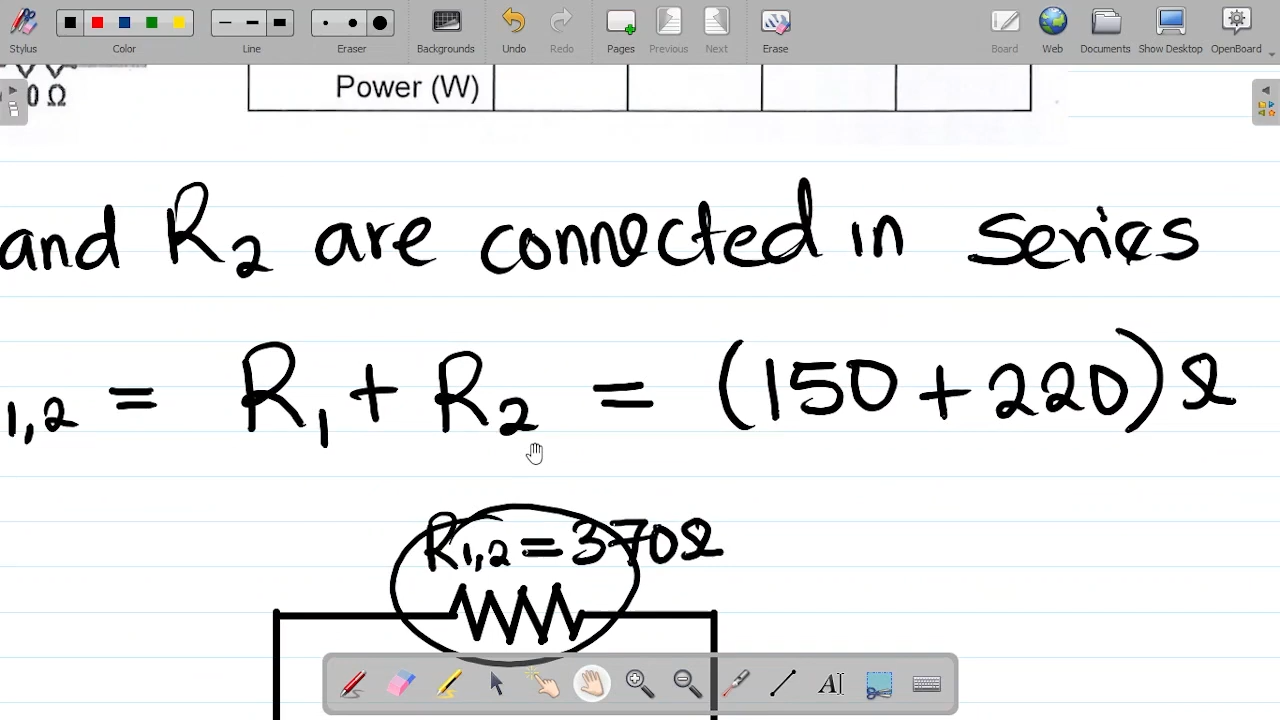 Stylus Color Line Eraser Backgrounds Undo Redo Pages Previous Next Erase Board Web Documents Show Desktop OpenBoard
0 Ω Power (W)
and R2 are connected in series
1,2 = R1 + R2 = (150 + 220) Ω
R1,2 = 370 Ω